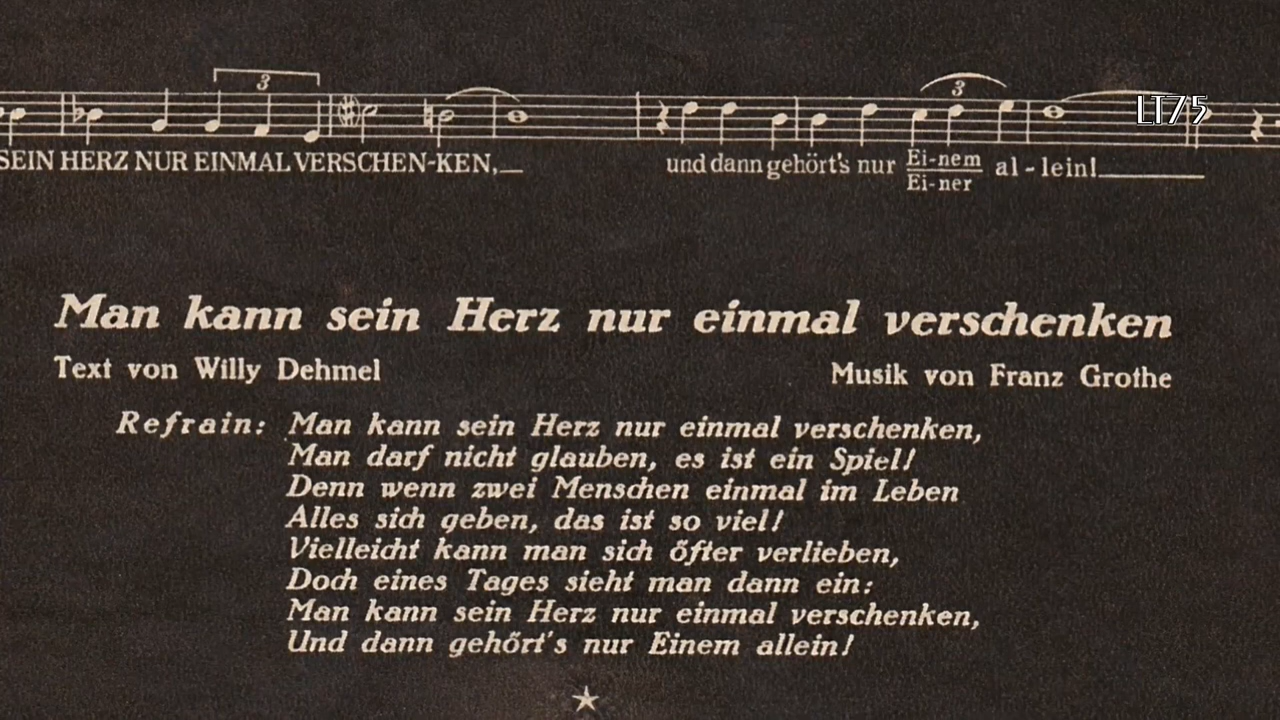 LT75
3
3
SEIN HERZ NUR EINMAL VERSCHEN-KEN, und dann gehört's nur Ei-nem al-lein!
Ei-ner
Man kann sein Herz nur einmal verschenken
Text von Willy Dehmel Musik von Franz Grothe
Refrain: Man kann sein Herz nur einmal verschenken,
Man darf nicht glauben, es ist ein Spiel!
Denn wenn zwei Menschen einmal im Leben
Alles sich geben, das ist so viel!
Vielleicht kann man sich öfter verlieben,
Doch eines Tages sieht man dann ein:
Man kann sein Herz nur einmal verschenken,
Und dann gehört's nur Einem allein!